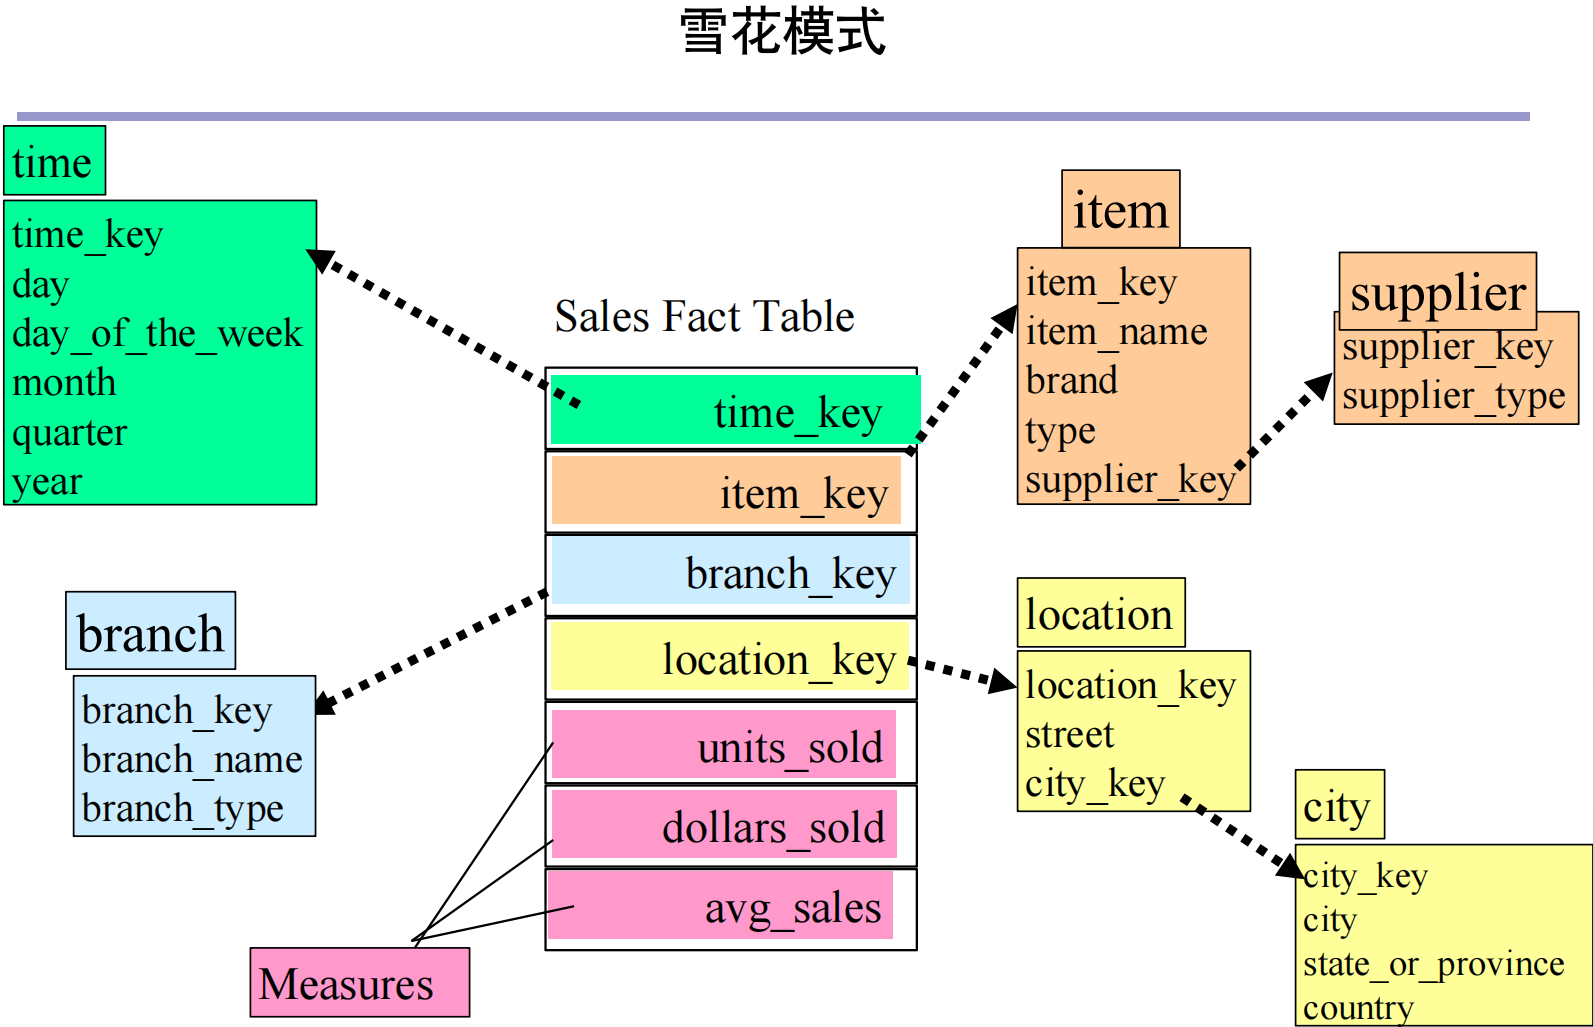 雪花模式
time
time_key
day
day_of_the_week
month
quarter
year
Sales Fact Table
time_key
item_key
branch_key
location_key
units_sold
dollars_sold
avg_sales
item
item_key
item_name
brand
type
supplier_key
supplier
supplier_key
supplier_type
branch
branch_key
branch_name
branch_type
location
location_key
street
city_key
city
city_key
city
state_or_province
country
Measures